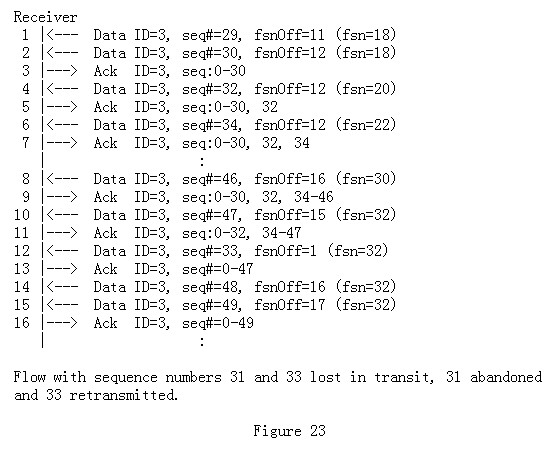 Receiver
1 |<--- Data ID=3, seq#=29, fsnOff=11 (fsn=18)
2 |<--- Data ID=3, seq#=30, fsnOff=12 (fsn=18)
3 |---> Ack ID=3, seq:0-30
4 |<--- Data ID=3, seq#=32, fsnOff=12 (fsn=20)
5 |---> Ack ID=3, seq:0-30, 32
6 |<--- Data ID=3, seq#=34, fsnOff=12 (fsn=22)
7 |---> Ack ID=3, seq:0-30, 32, 34
| :
8 |<--- Data ID=3, seq#=46, fsnOff=16 (fsn=30)
9 |---> Ack ID=3, seq:0-30, 32, 34-46
10 |<--- Data ID=3, seq#=47, fsnOff=15 (fsn=32)
11 |---> Ack ID=3, seq:0-32, 34-47
12 |<--- Data ID=3, seq#=33, fsnOff=1 (fsn=32)
13 |---> Ack ID=3, seq#=0-47
14 |<--- Data ID=3, seq#=48, fsnOff=16 (fsn=32)
15 |<--- Data ID=3, seq#=49, fsnOff=17 (fsn=32)
16 |---> Ack ID=3, seq#=0-49
| :
Flow with sequence numbers 31 and 33 lost in transit, 31 abandoned
and 33 retransmitted.
Figure 23